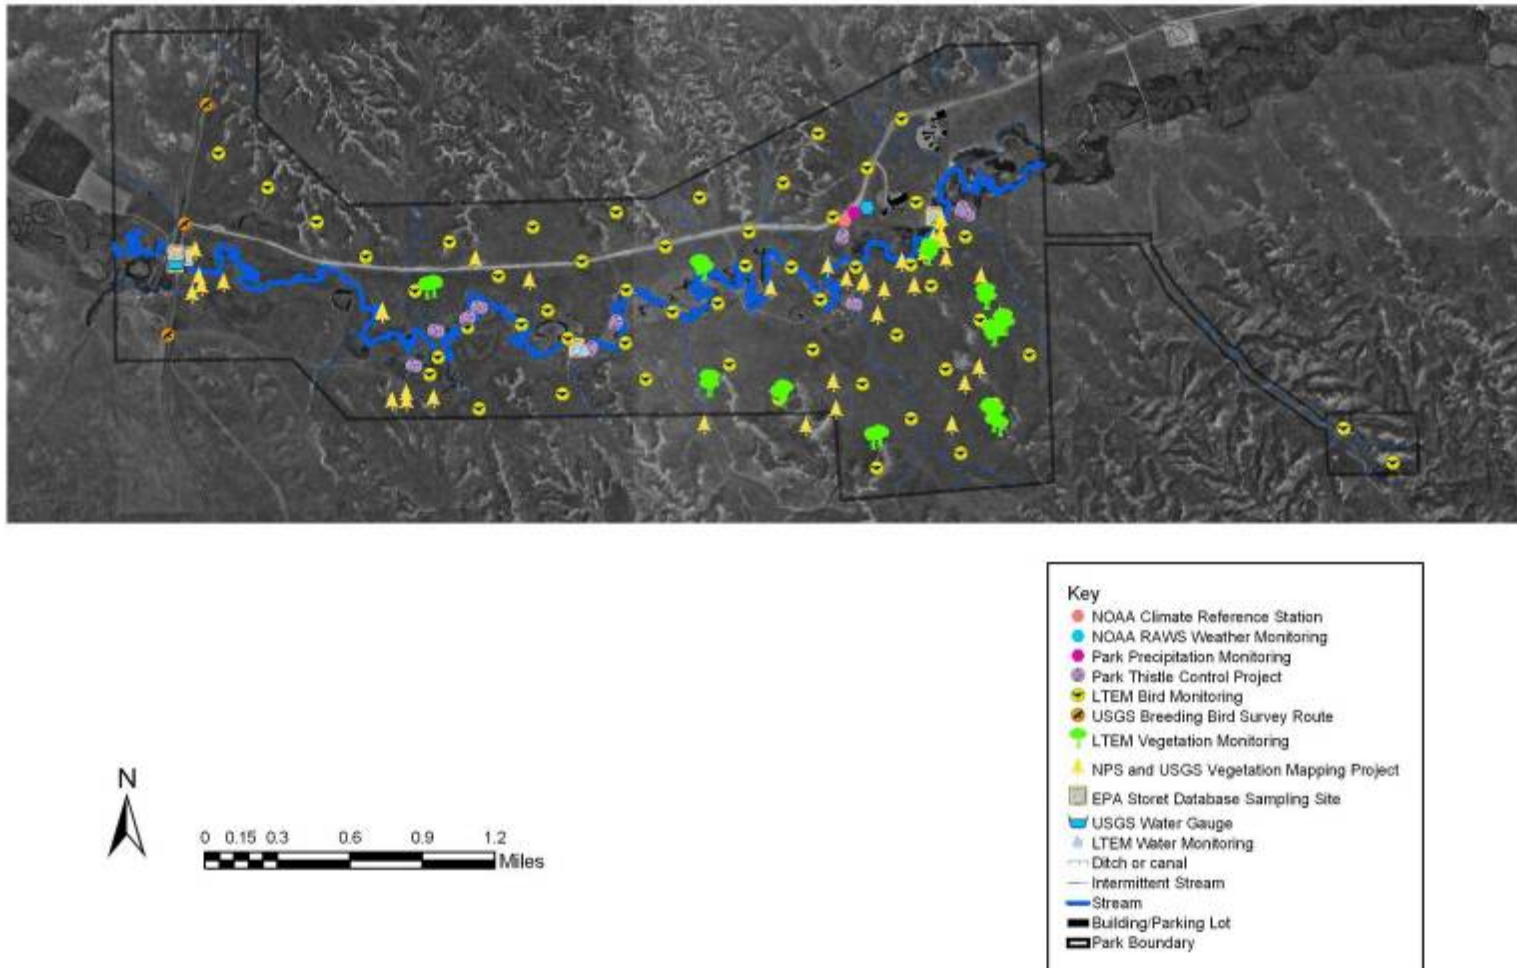 Key
NOAA Climate Reference Station
NOAA RAWS Weather Monitoring
Park Precipitation Monitoring
Park Thistle Control Project
LTEM Bird Monitoring
USGS Breeding Bird Survey Route
LTEM Vegetation Monitoring
NPS and USGS Vegetation Mapping Project
EPA Storet Database Sampling Site
USGS Water Gauge
LTEM Water Monitoring
Ditch or canal
Intermittent Stream
Stream
Building/Parking Lot
Park Boundary
N
0 0.15 0.3 0.6 0.9 1.2
Miles